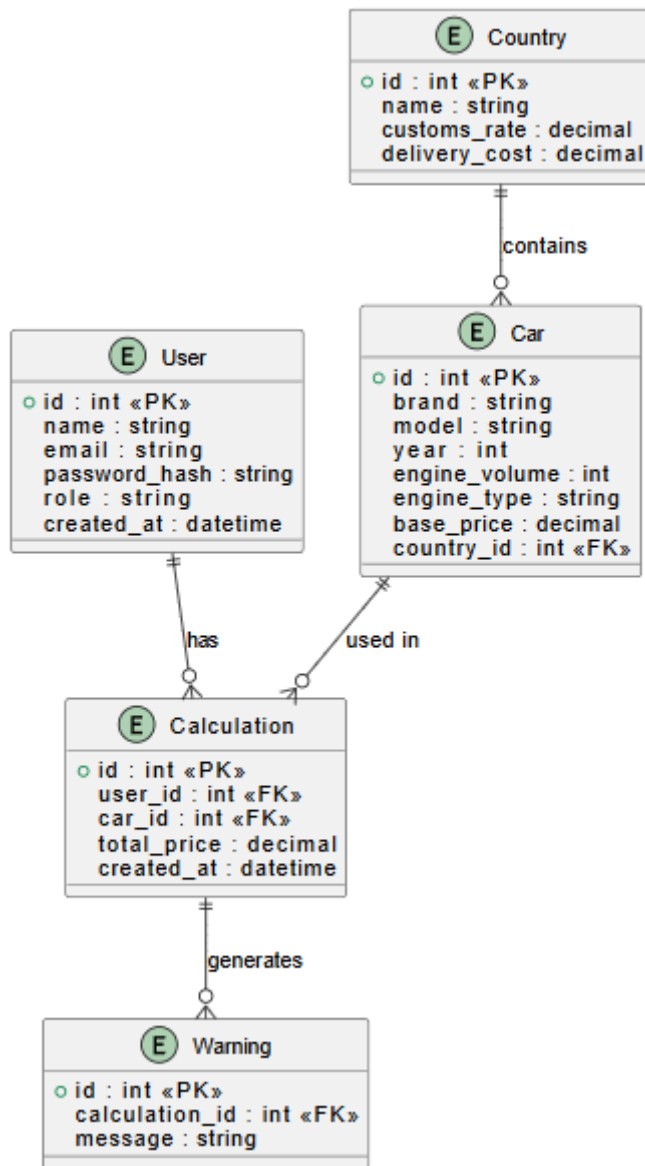 E Country
id : int «PK»
name : string
customs_rate : decimal
delivery_cost : decimal
contains
E User
id : int «PK»
name : string
email : string
password_hash : string
role : string
created_at : datetime
E Car
id : int «PK»
brand : string
model : string
year : int
engine_volume : int
engine_type : string
base_price : decimal
country_id : int «FK»
has
used in
E Calculation
id : int «PK»
user_id : int «FK»
car_id : int «FK»
total_price : decimal
created_at : datetime
generates
E Warning
id : int «PK»
calculation_id : int «FK»
message : string